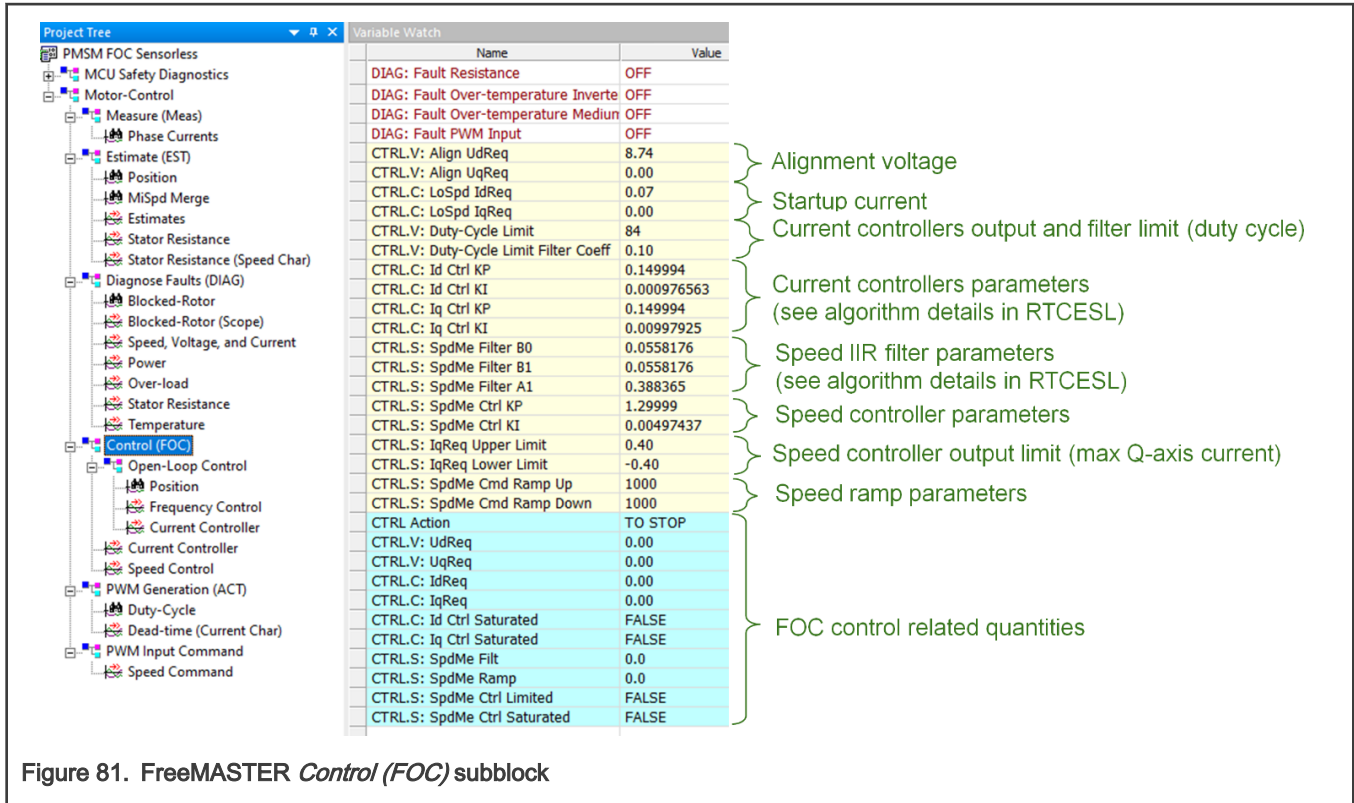 Project Tree
PMSM FOC Sensorless
MCU Safety Diagnostics
Motor-Control
Measure (Meas)
Phase Currents
Estimate (EST)
Position
MiSpd Merge
Estimates
Stator Resistance
Stator Resistance (Speed Char)
Diagnose Faults (DIAG)
Blocked-Rotor
Blocked-Rotor (Scope)
Speed, Voltage, and Current
Power
Over-load
Stator Resistance
Temperature
Control (FOC)
Open-Loop Control
Position
Frequency Control
Current Controller
Current Controller
Speed Control
PWM Generation (ACT)
Duty-Cycle
Dead-time (Current Char)
PWM Input Command
Speed Command
Variable Watch
Name Value
DIAG: Fault Resistance OFF
DIAG: Fault Over-temperature Inverte OFF
DIAG: Fault Over-temperature Medium OFF
DIAG: Fault PWM Input OFF
CTRL.V: Align UdReq 8.74
CTRL.V: Align UqReq 0.00
CTRL.C: LoSpd IdReq 0.07
CTRL.C: LoSpd IqReq 0.00
CTRL.V: Duty-Cycle Limit 84
CTRL.V: Duty-Cycle Limit Filter Coeff 0.10
CTRL.C: Id Ctrl KP 0.149994
CTRL.C: Id Ctrl KI 0.000976563
CTRL.C: Iq Ctrl KP 0.149994
CTRL.C: Iq Ctrl KI 0.00997925
CTRL.S: SpdMe Filter B0 0.0558176
CTRL.S: SpdMe Filter B1 0.0558176
CTRL.S: SpdMe Filter A1 0.388365
CTRL.S: SpdMe Ctrl KP 1.29999
CTRL.S: SpdMe Ctrl KI 0.00497437
CTRL.S: IqReq Upper Limit 0.40
CTRL.S: IqReq Lower Limit -0.40
CTRL.S: SpdMe Cmd Ramp Up 1000
CTRL.S: SpdMe Cmd Ramp Down 1000
CTRL Action TO STOP
CTRL.V: UdReq 0.00
CTRL.V: UqReq 0.00
CTRL.C: IdReq 0.00
CTRL.C: IqReq 0.00
CTRL.C: Id Ctrl Saturated FALSE
CTRL.C: Iq Ctrl Saturated FALSE
CTRL.S: SpdMe Filt 0.0
CTRL.S: SpdMe Ramp 0.0
CTRL.S: SpdMe Ctrl Limited FALSE
CTRL.S: SpdMe Ctrl Saturated FALSE
Alignment voltage
Startup current
Current controllers output and filter limit (duty cycle)
Current controllers parameters
(see algorithm details in RTCESL)
Speed IIR filter parameters
(see algorithm details in RTCESL)
Speed controller parameters
Speed controller output limit (max Q-axis current)
Speed ramp parameters
FOC control related quantities
Figure 81. FreeMASTER Control (FOC) subblock